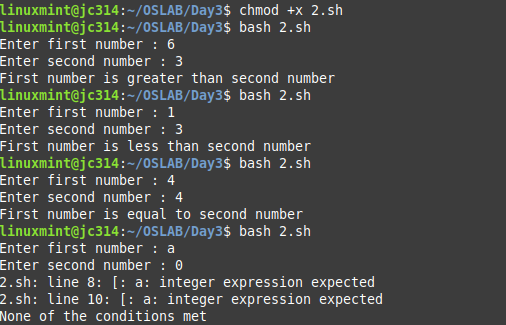 linuxmint@jc314:~/OSLAB/Day3$ chmod +x 2.sh
linuxmint@jc314:~/OSLAB/Day3$ bash 2.sh
Enter first number : 6
Enter second number : 3
First number is greater than second number
linuxmint@jc314:~/OSLAB/Day3$ bash 2.sh
Enter first number : 1
Enter second number : 3
First number is less than second number
linuxmint@jc314:~/OSLAB/Day3$ bash 2.sh
Enter first number : 4
Enter second number : 4
First number is equal to second number
linuxmint@jc314:~/OSLAB/Day3$ bash 2.sh
Enter first number : a
Enter second number : 0
2.sh: line 8: [: a: integer expression expected
2.sh: line 10: [: a: integer expression expected
None of the conditions met